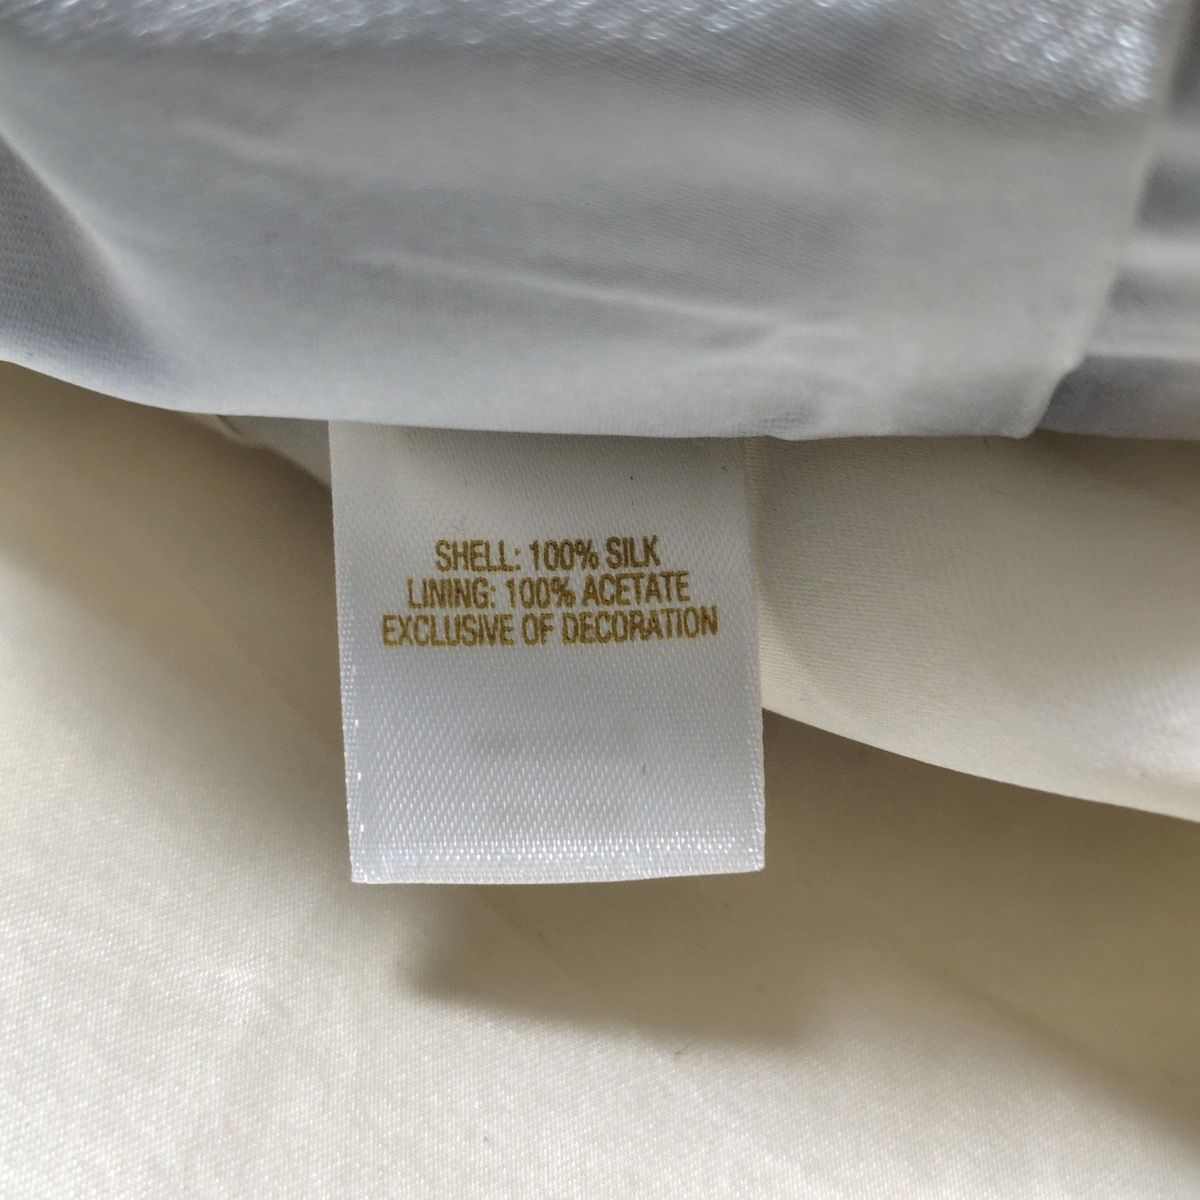 SHELL: 100% SILK
LINING: 100% ACETATE
EXCLUSIVE OF DECORATION